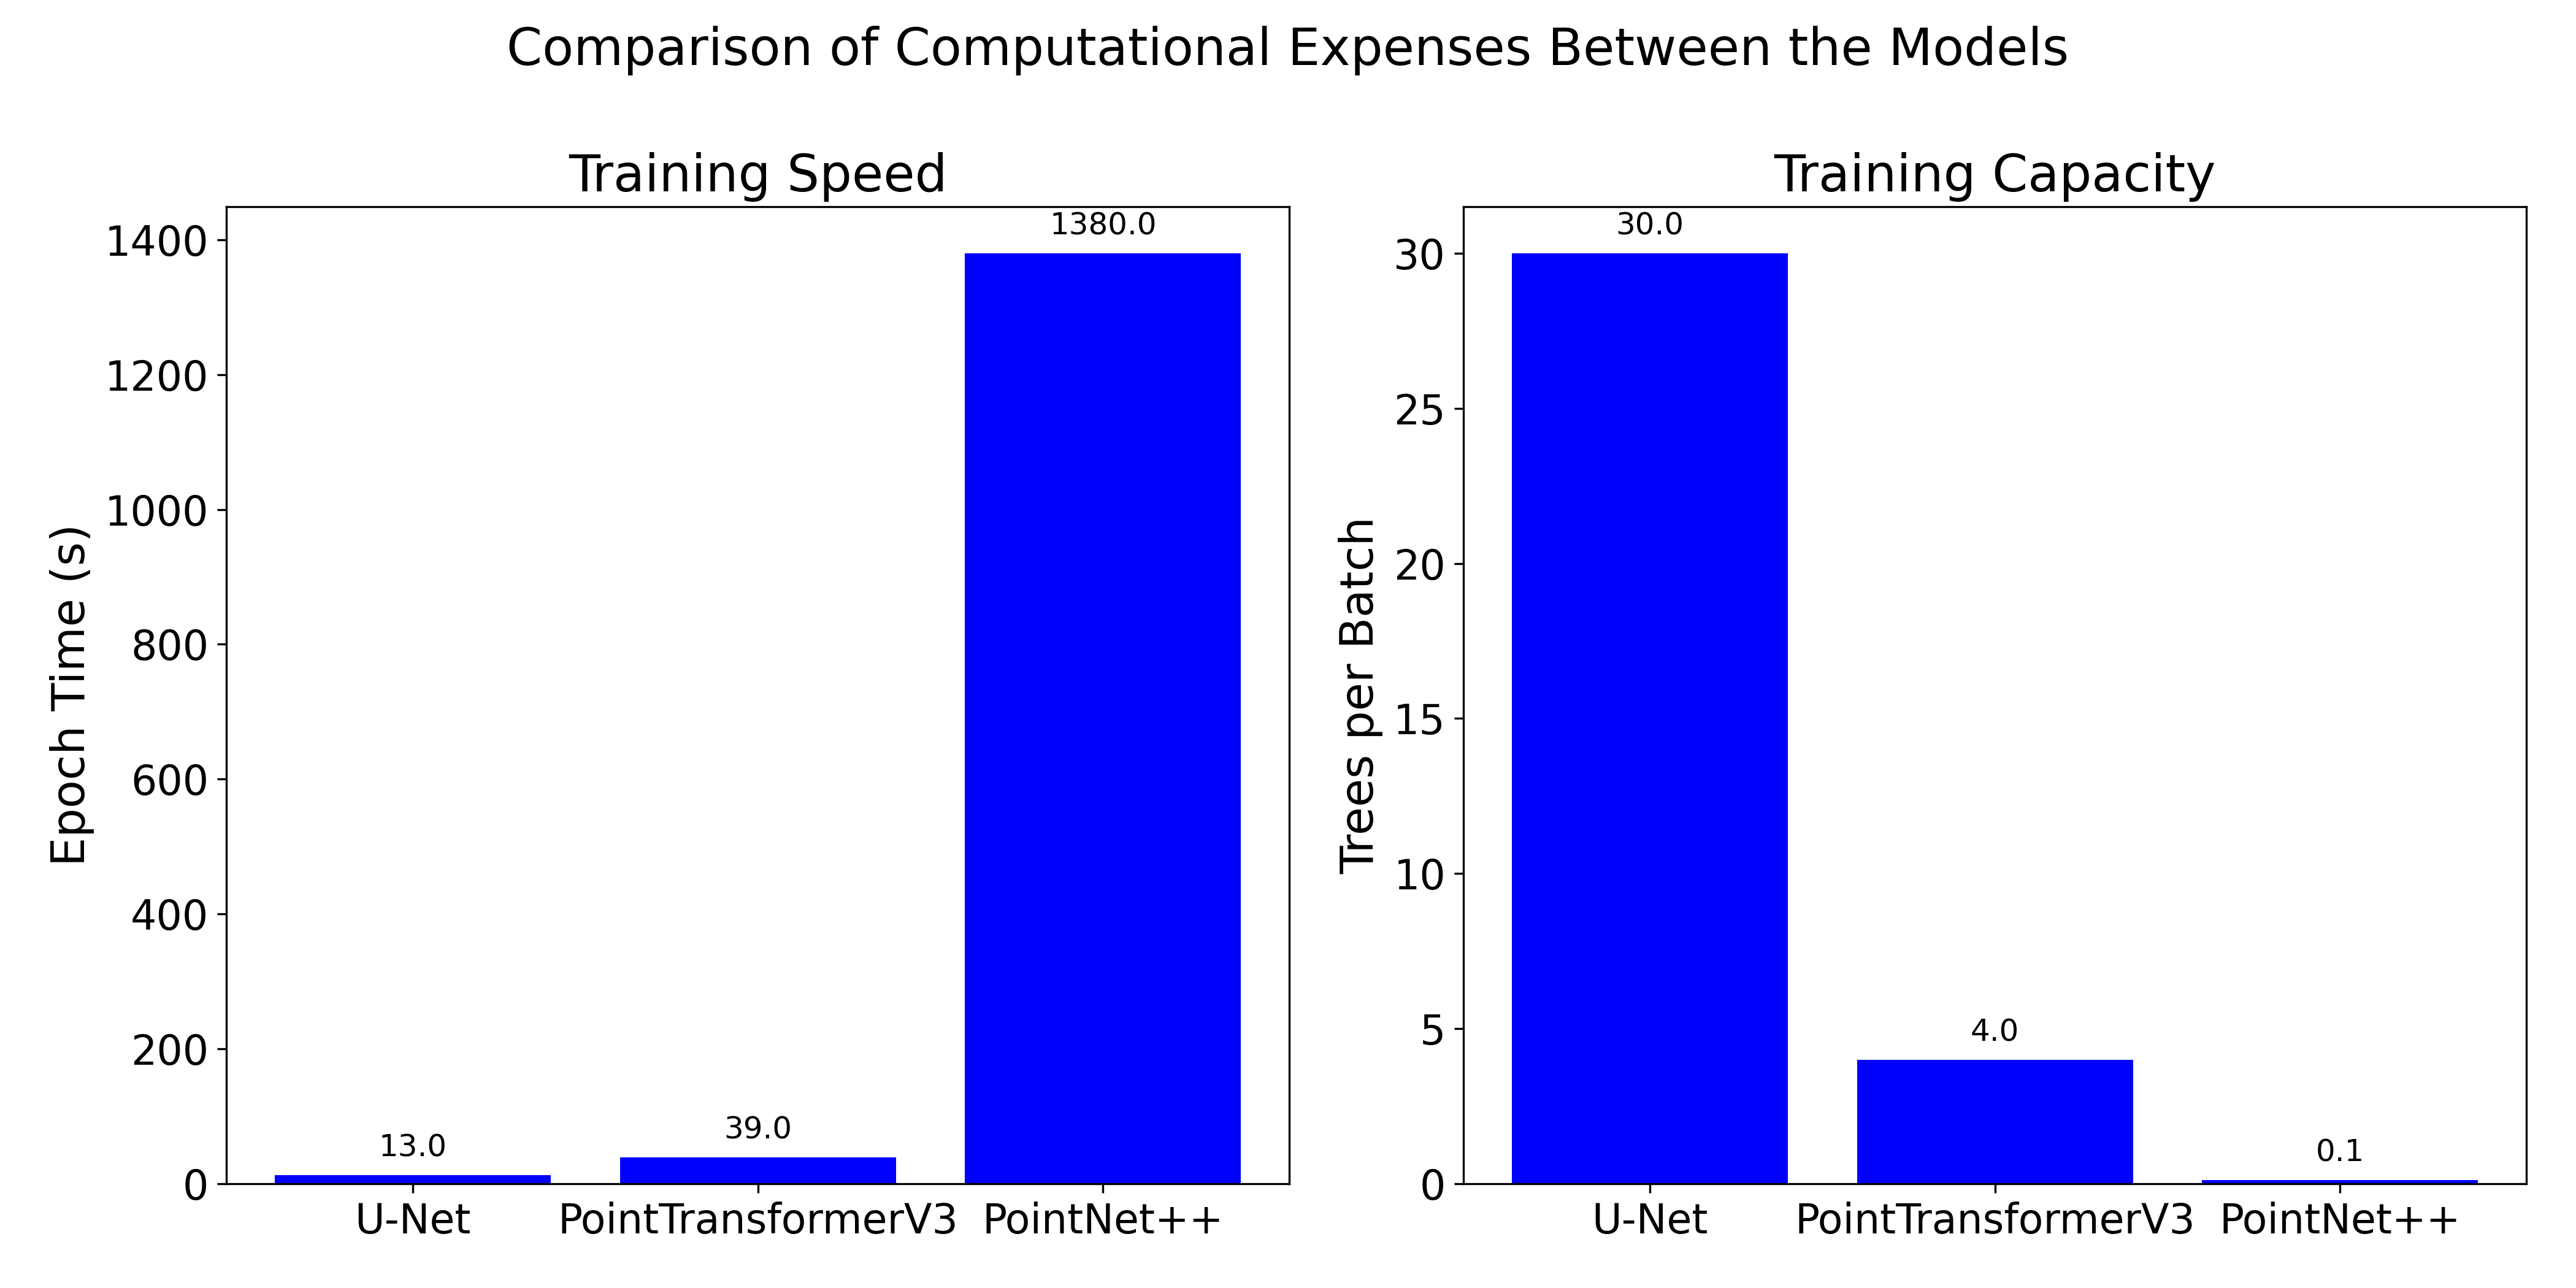 Comparison of Computational Expenses Between the Models
Training Speed
Epoch Time (s)
1400
1200
1000
800
600
400
200
0
13.0
39.0
1380.0
U-Net
PointTransformerV3
PointNet++
Training Capacity
Trees per Batch
30
25
20
15
10
5
0
30.0
4.0
0.1
U-Net
PointTransformerV3
PointNet++